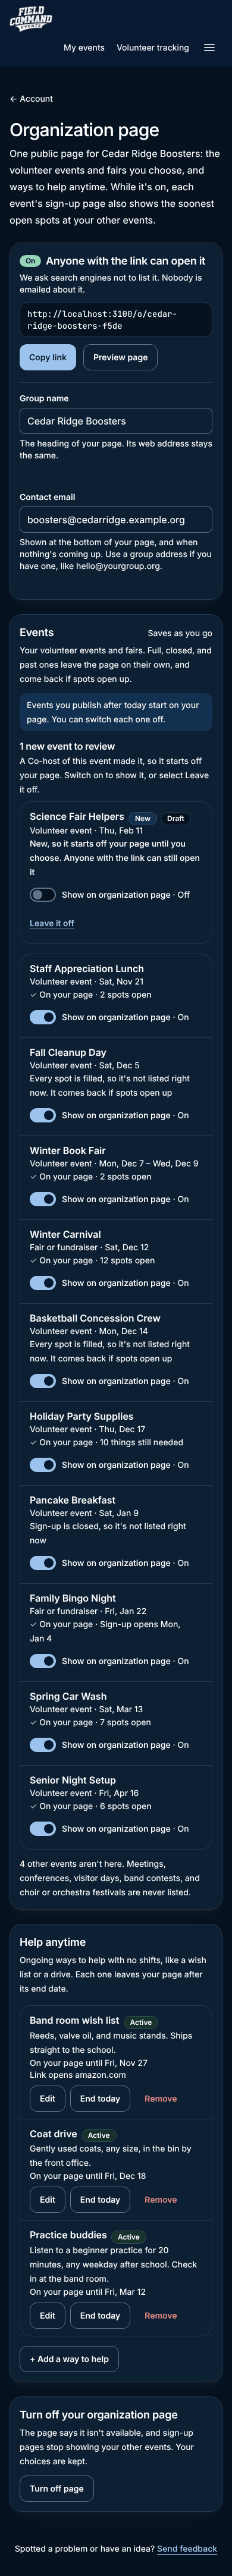 FIELD
COMMAND
EVENTS
My events Volunteer tracking
← Account
Organization page
One public page for Cedar Ridge Boosters: the
volunteer events and fairs you choose, and
ways to help anytime. While it's on, each
event's sign-up page also shows the soonest
open spots at your other events.
On Anyone with the link can open it
We ask search engines not to list it. Nobody is
emailed about it.
http://localhost:3100/o/cedar-
ridge-boosters-f5de
Copy link Preview page
Group name
Cedar Ridge Boosters
The heading of your page. Its web address stays
the same.
Contact email
boosters@cedarridge.example.org
Shown at the bottom of your page, and when
nothing's coming up. Use a group address if you
have one, like hello@yourgroup.org.
Events Saves as you go
Your volunteer events and fairs. Full, closed, and
past ones leave the page on their own, and
come back if spots open up.
Events you publish after today start on your
page. You can switch each one off.
1 new event to review
A Co-host of this event made it, so it starts off
your page. Switch on to show it, or select Leave
it off.
Science Fair Helpers New Draft
Volunteer event · Thu, Feb 11
New, so it starts off your page until you
choose. Anyone with the link can still open
it
Show on organization page · Off
Leave it off
Staff Appreciation Lunch
Volunteer event · Sat, Nov 21
✓ On your page · 2 spots open
Show on organization page · On
Fall Cleanup Day
Volunteer event · Sat, Dec 5
Every spot is filled, so it's not listed right
now. It comes back if spots open up
Show on organization page · On
Winter Book Fair
Volunteer event · Mon, Dec 7 – Wed, Dec 9
✓ On your page · 2 spots open
Show on organization page · On
Winter Carnival
Fair or fundraiser · Sat, Dec 12
✓ On your page · 12 spots open
Show on organization page · On
Basketball Concession Crew
Volunteer event · Mon, Dec 14
Every spot is filled, so it's not listed right
now. It comes back if spots open up
Show on organization page · On
Holiday Party Supplies
Volunteer event · Thu, Dec 17
✓ On your page · 10 things still needed
Show on organization page · On
Pancake Breakfast
Volunteer event · Sat, Jan 9
Sign-up is closed, so it's not listed right
now
Show on organization page · On
Family Bingo Night
Fair or fundraiser · Fri, Jan 22
✓ On your page · Sign-up opens Mon,
Jan 4
Show on organization page · On
Spring Car Wash
Volunteer event · Sat, Mar 13
✓ On your page · 7 spots open
Show on organization page · On
Senior Night Setup
Volunteer event · Fri, Apr 16
✓ On your page · 6 spots open
Show on organization page · On
4 other events aren't here. Meetings,
conferences, visitor days, band contests, and
choir or orchestra festivals are never listed.
Help anytime
Ongoing ways to help with no shifts, like a wish
list or a drive. Each one leaves your page after
its end date.
Band room wish list Active
Reeds, valve oil, and music stands. Ships
straight to the school.
On your page until Fri, Nov 27
Link opens amazon.com
Edit End today Remove
Coat drive Active
Gently used coats, any size, in the bin by
the front office.
On your page until Fri, Dec 18
Edit End today Remove
Practice buddies Active
Listen to a beginner practice for 20
minutes, any weekday after school. Check
in at the band room.
On your page until Fri, Mar 12
Edit End today Remove
+ Add a way to help
Turn off your organization page
The page says it isn't available, and sign-up
pages stop showing your other events. Your
choices are kept.
Turn off page
Spotted a problem or have an idea? Send feedback